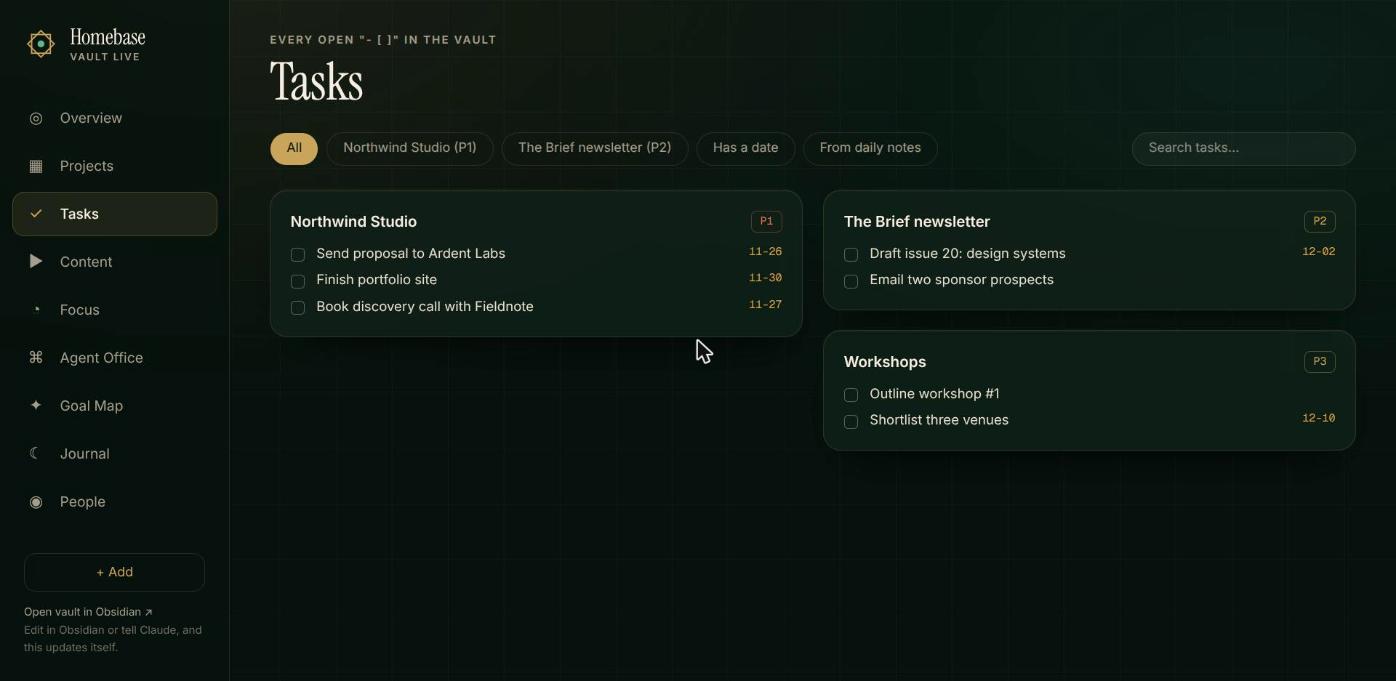 Homebase
VAULT LIVE
Overview
Projects
Tasks
Content
Focus
Agent Office
Goal Map
Journal
People
+ Add
Open vault in Obsidian ↗
Edit in Obsidian or tell Claude, and
this updates itself.
EVERY OPEN "- [ ]" IN THE VAULT
Tasks
All
Northwind Studio (P1)
The Brief newsletter (P2)
Has a date
From daily notes
Search tasks...
Northwind Studio P1
Send proposal to Ardent Labs 11-26
Finish portfolio site 11-30
Book discovery call with Fieldnote 11-27
The Brief newsletter P2
Draft issue 20: design systems 12-02
Email two sponsor prospects
Workshops P3
Outline workshop #1
Shortlist three venues 12-10